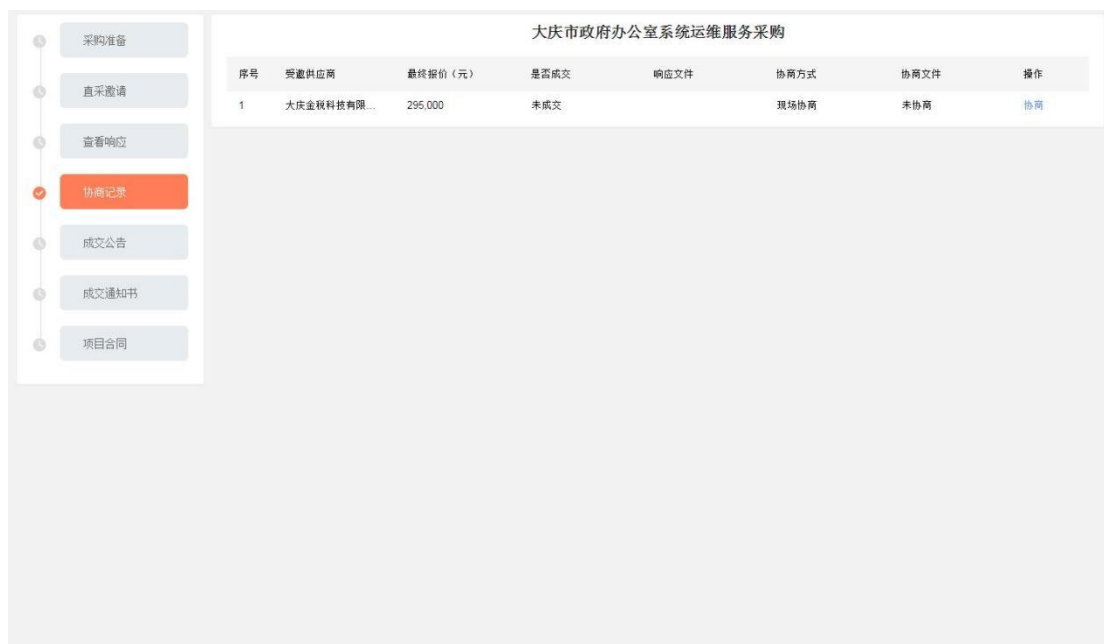 采购准备
直采邀请
查看响应
协商记录
成交公告
成交通知书
项目合同
大庆市政府办公室系统运维服务采购
序号 受邀供应商 最终报价（元） 是否成交 响应文件 协商方式 协商文件 操作
1 大庆金税科技有限... 295,000 未成交 现场协商 未协商 协商